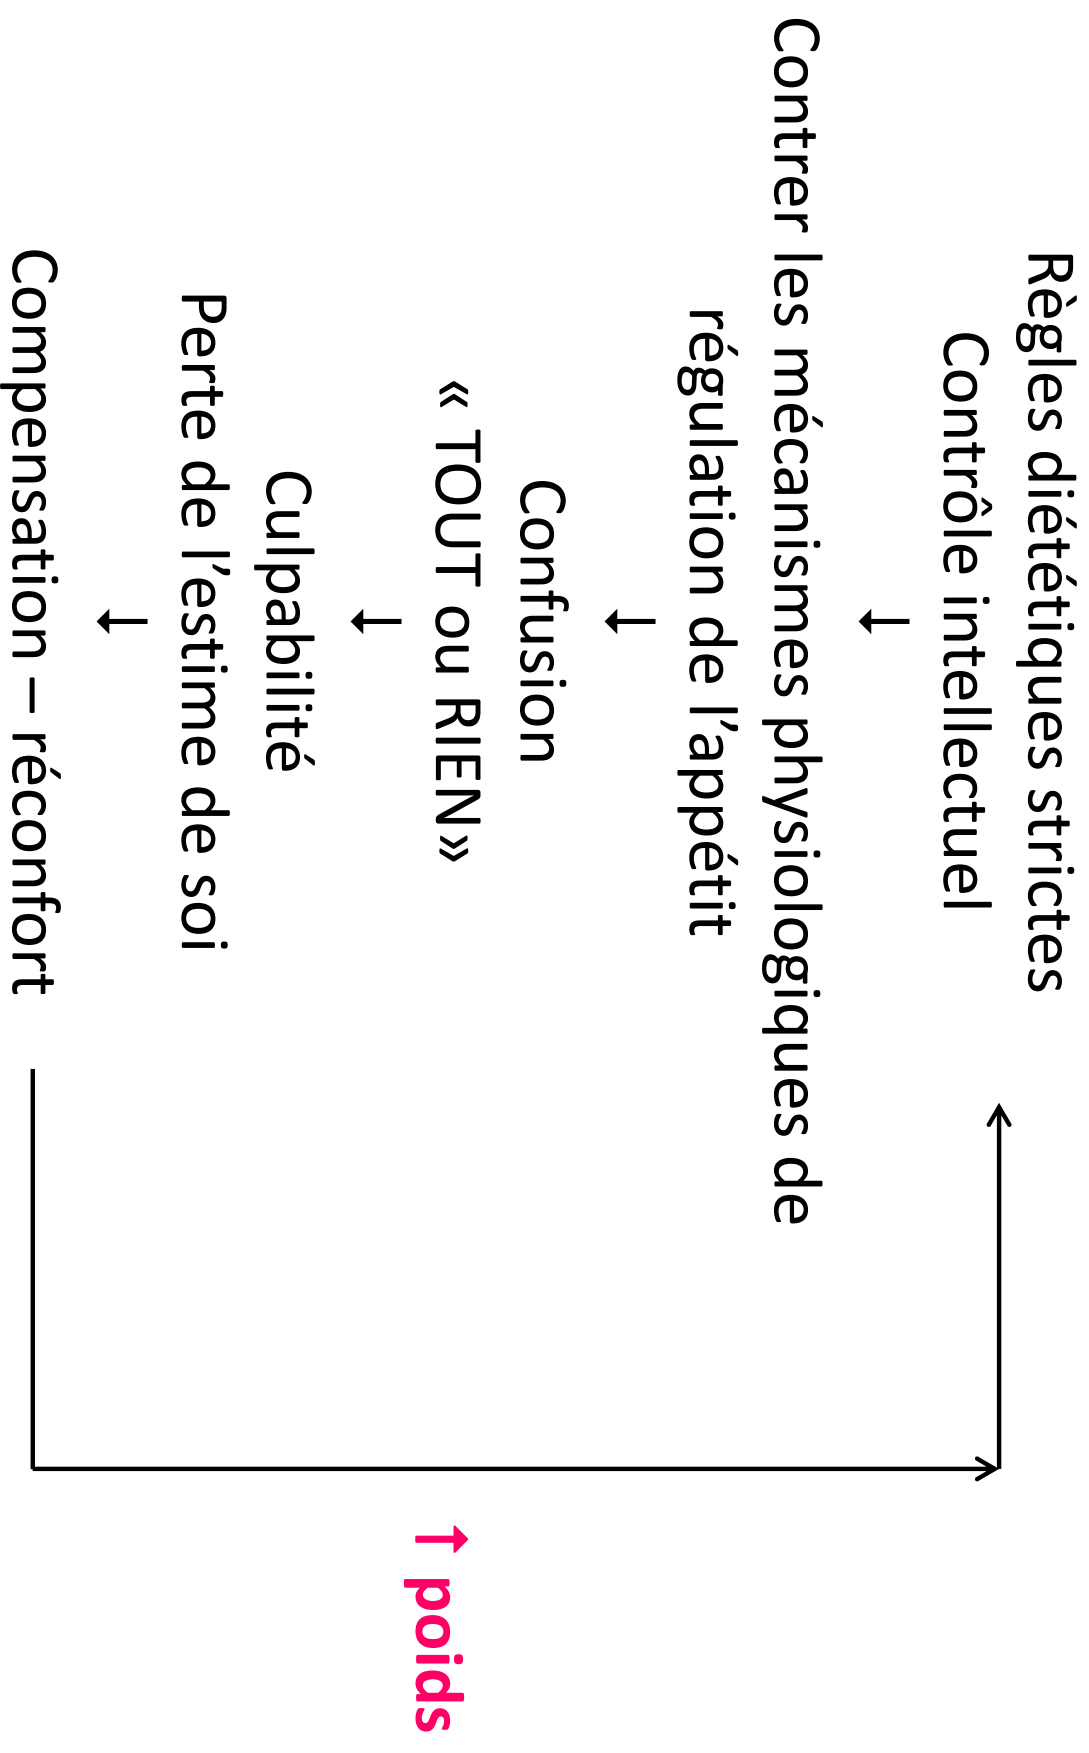 Règles diététiques strictes
Contrôle intellectuel
↓
Contrer les mécanismes physiologiques de
régulation de l’appétit
↓
Confusion
« TOUT ou RIEN»
↓
Culpabilité
Perte de l’estime de soi
↓
Compensation – réconfort
↑ poids